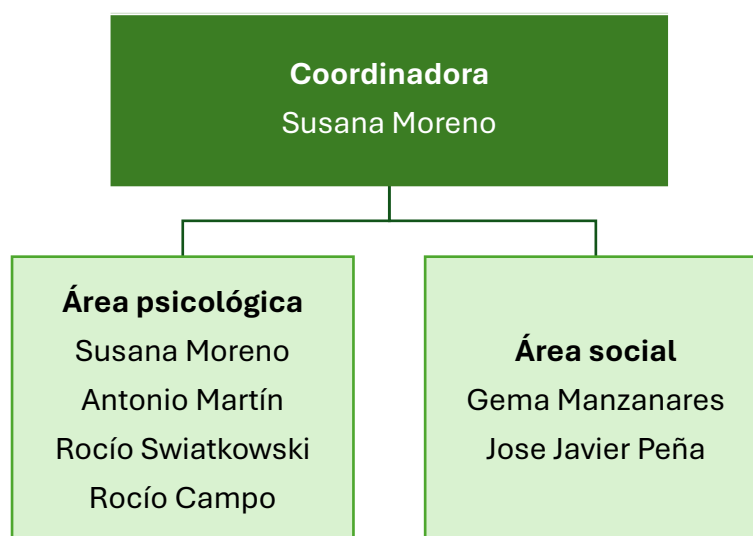 Coordinadora
Susana Moreno
Área psicológica
Susana Moreno
Antonio Martín
Rocío Swiatkowski
Rocío Campo
Área social
Gema Manzanares
Jose Javier Peña